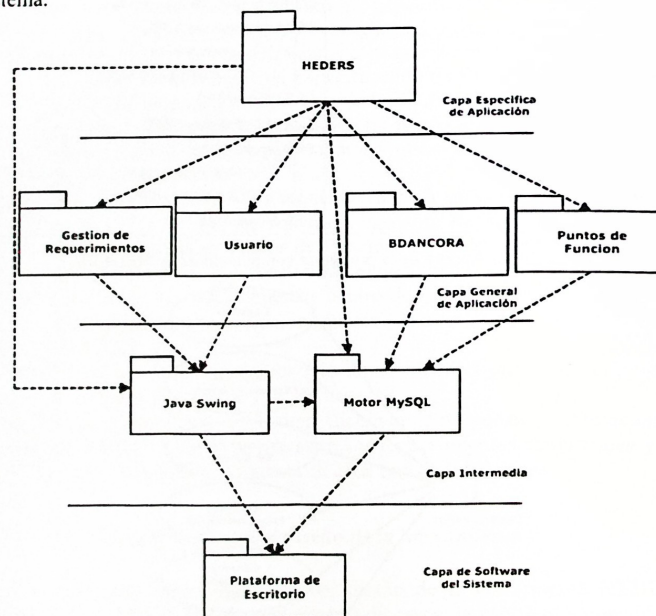 tema.
HEDERS
Capa Especifica
de Aplicación
Gestion de
Requerimientos
Usuario
BDANCORA
Puntos de
Funcion
Capa General
de Aplicación
Java Swing
Motor MySQL
Capa Intermedia
Plataforma de
Escritorio
Capa de Software
del Sistema